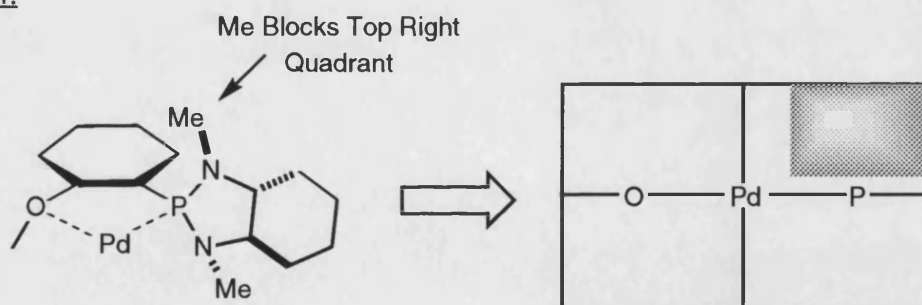 Me Blocks Top Right
Quadrant
Me
N
O
P
Pd
N
Me
O Pd P